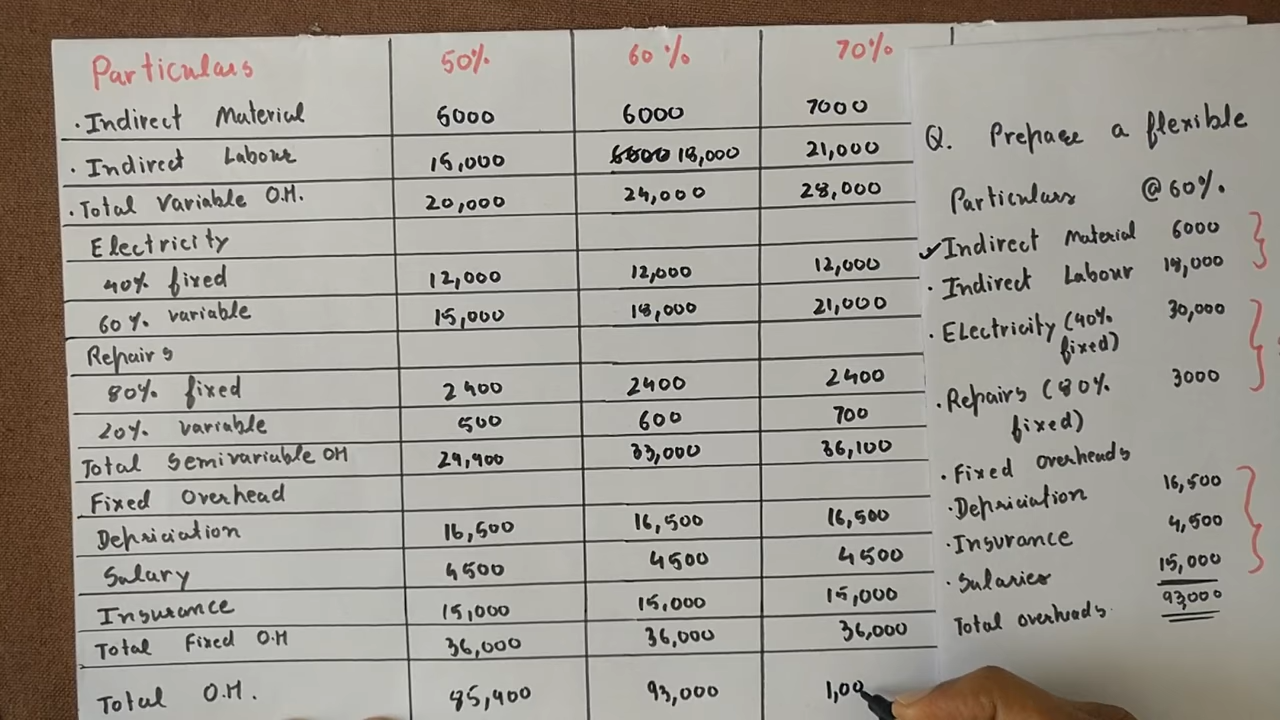 Particulars 50% 60% 70%
. Indirect Material 5000 6000 7000
. Indirect Labour 15,000 18,000 21,000
. Total Variable O.H. 20,000 24,000 28,000
Electricity
40% fixed 12,000 12,000 12,000
60% variable 15,000 18,000 21,000
Repairs
80% fixed 2400 2400 2400
20% variable 500 600 700
Total Semivariable OH 29,900 33,000 36,100
Fixed Overhead
Depriciation 16,500 16,500 16,500
Salary 4500 4500 4500
Insurance 15,000 15,000 15,000
Total Fixed O.H 36,000 36,000 36,000
Total O.H. 85,900 93,000 1,00
Q. Prepare a flexible
Particulars @ 60%.
Indirect Material 6000
. Indirect Labour 18,000
. Electricity (40% 30,000
fixed)
. Repairs (80% 3000
fixed)
. Fixed overheads
. Depriciation 16,500
. Insurance 4,500
. Salaries 15,000
Total overheads. 93,000